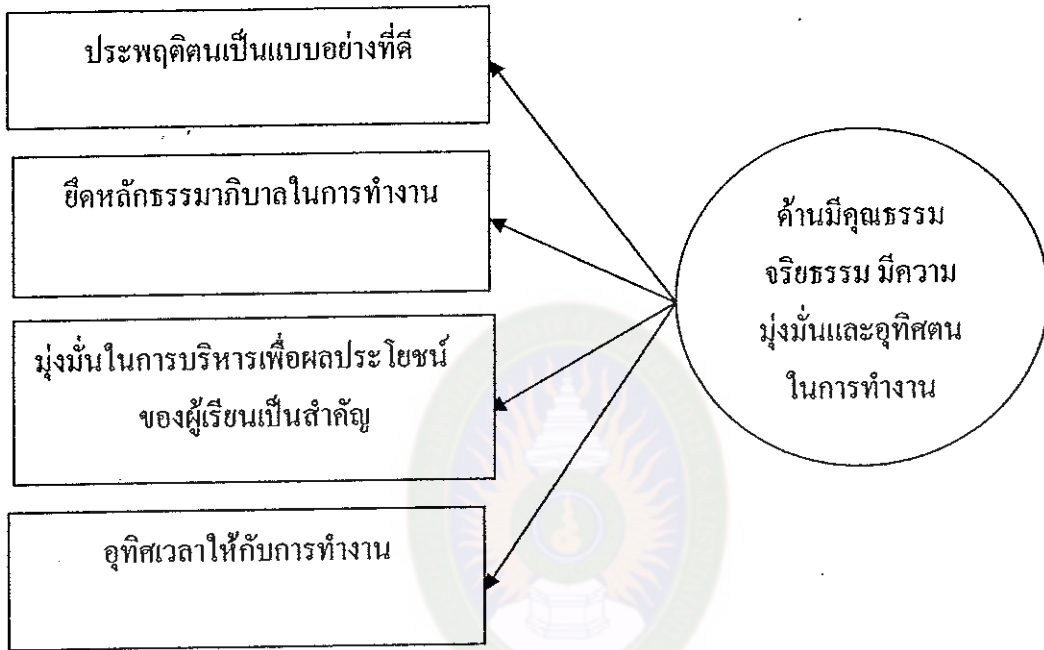 ประพฤติตนเป็นแบบอย่างที่ดี
ยึดหลักธรรมาภิบาลในการทำงาน
มุ่งมั่นในการบริหารเพื่อผลประโยชน์
ของผู้เรียนเป็นสำคัญ
อุทิศเวลาให้กับการทำงาน
ด้านมีคุณธรรม
จริยธรรม มีความ
มุ่งมั่นและอุทิศตน
ในการทำงาน